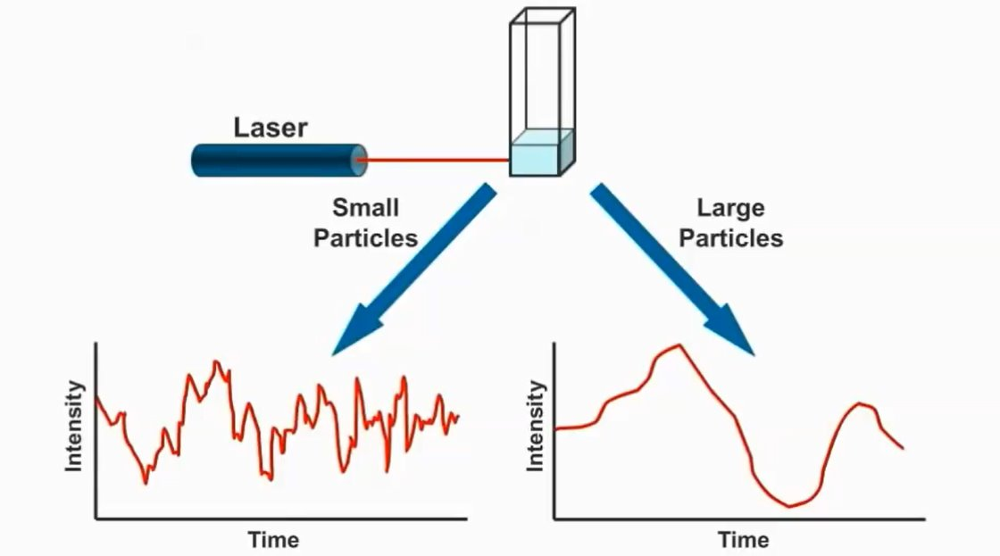 Laser
Small
Particles
Large
Particles
Intensity
Time
Intensity
Time